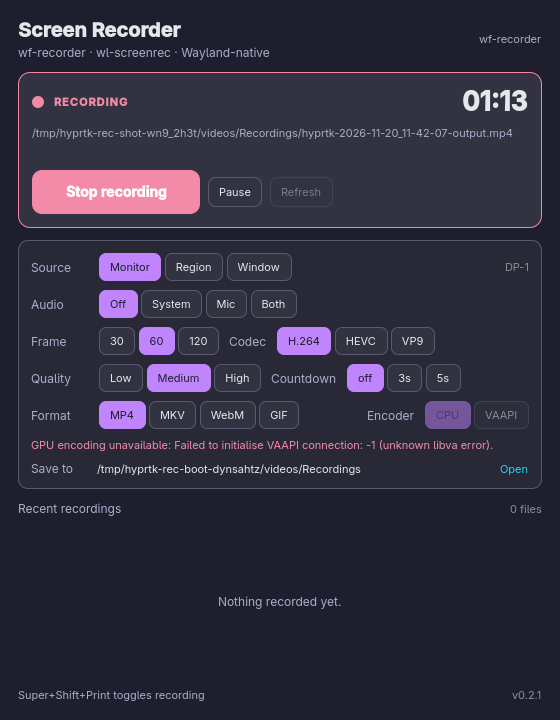 Screen Recorder
wf-recorder · wl-screenrec · Wayland-native
wf-recorder
RECORDING
01:13
/tmp/hyprtk-rec-shot-wn9_2h3t/videos/Recordings/hyprtk-2026-11-20_11-42-07-output.mp4
Stop recording Pause Refresh
Source Monitor Region Window DP-1
Audio Off System Mic Both
Frame 30 60 120 Codec H.264 HEVC VP9
Quality Low Medium High Countdown off 3s 5s
Format MP4 MKV WebM GIF Encoder CPU VAAPI
GPU encoding unavailable: Failed to initialise VAAPI connection: -1 (unknown libva error).
Save to /tmp/hyprtk-rec-boot-dynsahtz/videos/Recordings Open
Recent recordings 0 files
Nothing recorded yet.
Super+Shift+Print toggles recording v0.2.1